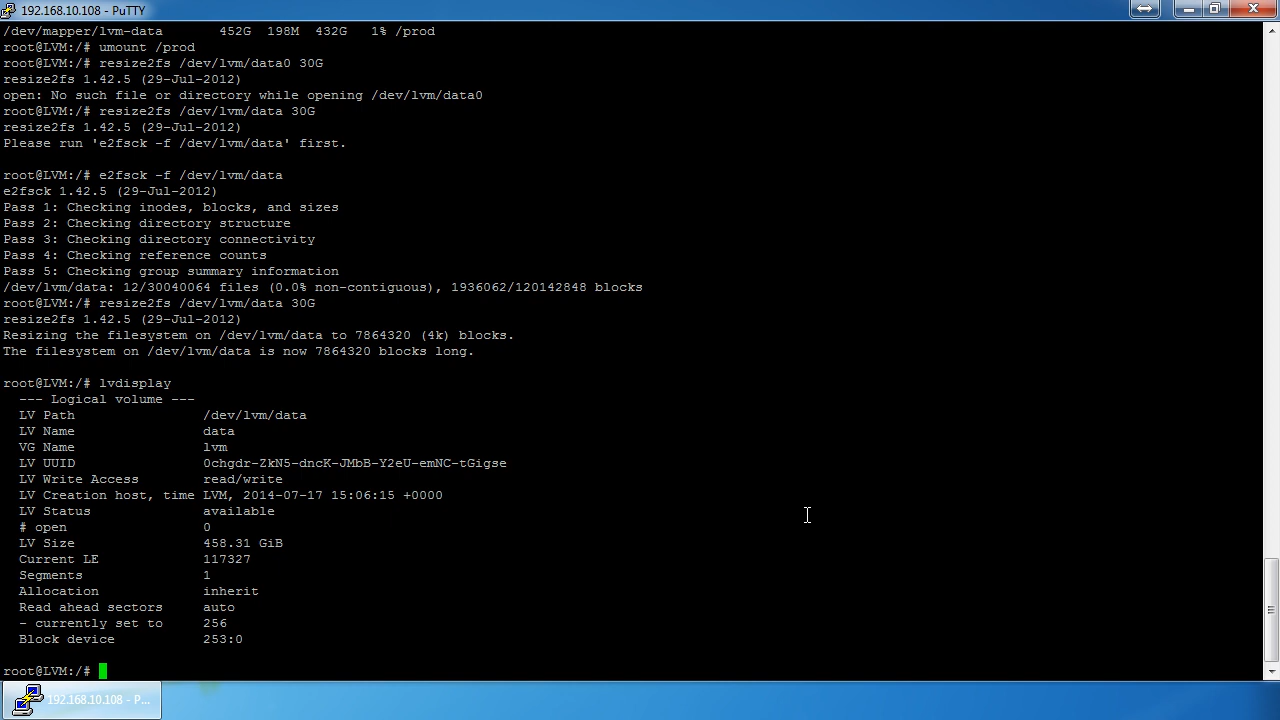 192.168.10.108 - PuTTY
/dev/mapper/lvm-data       452G  198M  432G   1% /prod
root@LVM:/# umount /prod
root@LVM:/# resize2fs /dev/lvm/data0 30G
resize2fs 1.42.5 (29-Jul-2012)
open: No such file or directory while opening /dev/lvm/data0
root@LVM:/# resize2fs /dev/lvm/data 30G
resize2fs 1.42.5 (29-Jul-2012)
Please run 'e2fsck -f /dev/lvm/data' first.
root@LVM:/# e2fsck -f /dev/lvm/data
e2fsck 1.42.5 (29-Jul-2012)
Pass 1: Checking inodes, blocks, and sizes
Pass 2: Checking directory structure
Pass 3: Checking directory connectivity
Pass 4: Checking reference counts
Pass 5: Checking group summary information
/dev/lvm/data: 12/30040064 files (0.0% non-contiguous), 1936062/120142848 blocks
root@LVM:/# resize2fs /dev/lvm/data 30G
resize2fs 1.42.5 (29-Jul-2012)
Resizing the filesystem on /dev/lvm/data to 7864320 (4k) blocks.
The filesystem on /dev/lvm/data is now 7864320 blocks long.
root@LVM:/# lvdisplay
  --- Logical volume ---
  LV Path                /dev/lvm/data
  LV Name                data
  VG Name                lvm
  LV UUID                0chgdr-ZkN5-dncK-JMbB-Y2eU-emNC-tGigse
  LV Write Access        read/write
  LV Creation host, time LVM, 2014-07-17 15:06:15 +0000
  LV Status              available
  # open                 0
  LV Size                458.31 GiB
  Current LE             117327
  Segments               1
  Allocation             inherit
  Read ahead sectors     auto
  - currently set to     256
  Block device           253:0
root@LVM:/#
192.168.10.108 - P...